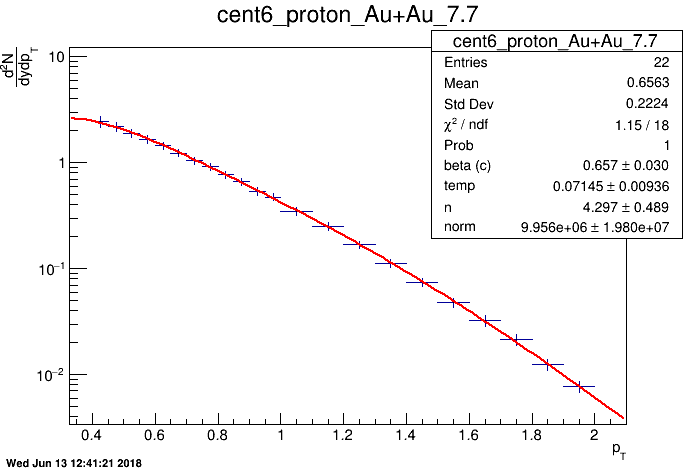 cent6_proton_Au+Au_7.7
d²N
dydp_T
cent6_proton_Au+Au_7.7
Entries 22
Mean 0.6563
Std Dev 0.2224
χ² / ndf 1.15 / 18
Prob 1
beta (c) 0.657 ± 0.030
temp 0.07145 ± 0.00936
n 4.297 ± 0.489
norm 9.956e+06 ± 1.980e+07
10
1
10⁻¹
10⁻²
0.4 0.6 0.8 1 1.2 1.4 1.6 1.8 2
p_T
Wed Jun 13 12:41:21 2018